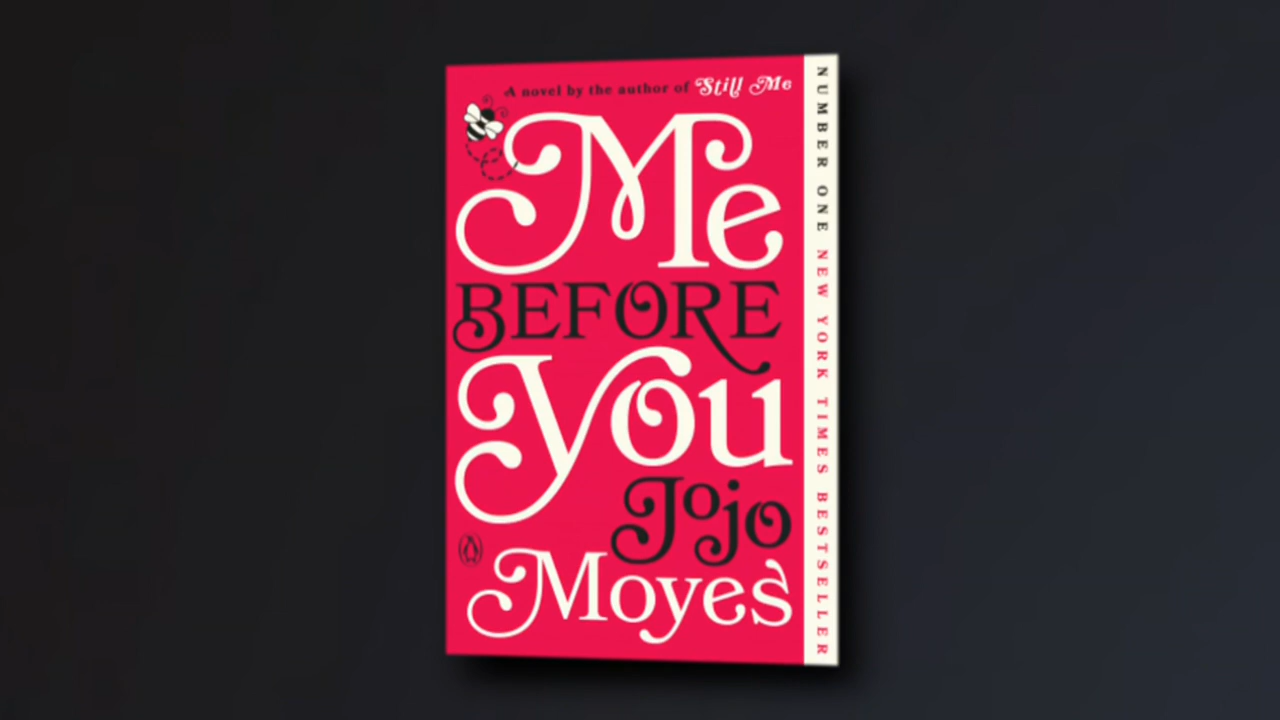 A novel by the author of Still Me
Me
BEFORE
you
Jojo
Moyes
NUMBER ONE NEW YORK TIMES BESTSELLER